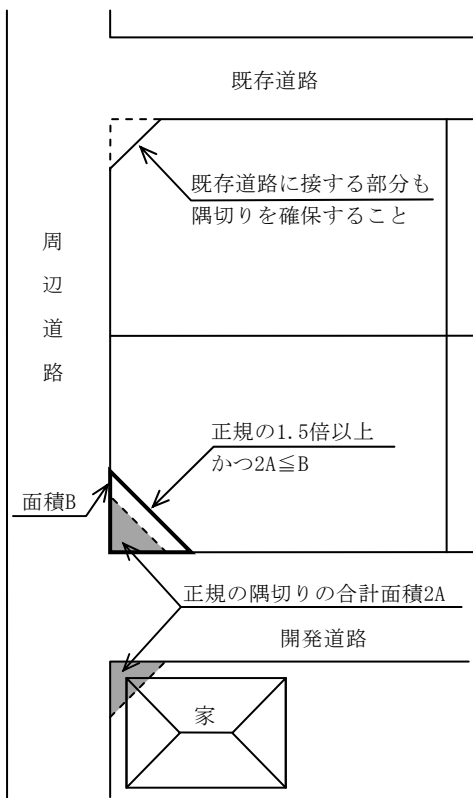 既存道路
既存道路に接する部分も
隅切りを確保すること
周辺道路
正規の1.5倍以上
かつ2A≦B
面積B
正規の隅切りの合計面積2A
開発道路
家